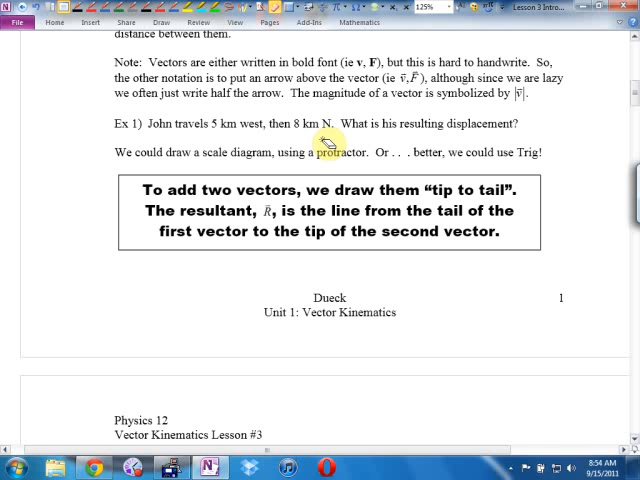 125%
Lesson 3 Intro...
File
Home
Insert
Share
Draw
Review
View
Pages
Add-Ins
Mathematics
distance between them.
Note: Vectors are either written in bold font (ie v, F), but this is hard to handwrite. So,
the other notation is to put an arrow above the vector (ie v⃗,F⃗), although since we are lazy
we often just write half the arrow. The magnitude of a vector is symbolized by |v⃗|.
Ex 1) John travels 5 km west, then 8 km N. What is his resulting displacement?
We could draw a scale diagram, using a protractor. Or . . . better, we could use Trig!
To add two vectors, we draw them “tip to tail”.
The resultant, R⃗, is the line from the tail of the
first vector to the tip of the second vector.
Dueck 1
Unit 1: Vector Kinematics
Physics 12
Vector Kinematics Lesson #3
8:54 AM
9/15/2011